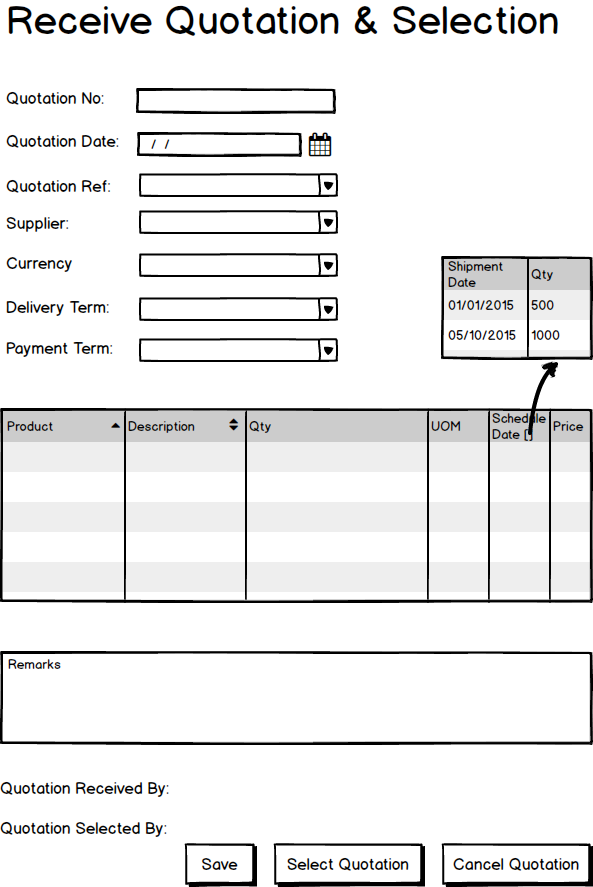 Receive Quotation & Selection
Quotation No:
Quotation Date: / /
Quotation Ref:
Supplier:
Currency
Delivery Term:
Payment Term:
Shipment Date Qty
01/01/2015 500
05/10/2015 1000
Product Description Qty UOM Schedule Date [] Price
Remarks
Quotation Received By:
Quotation Selected By:
Save Select Quotation Cancel Quotation